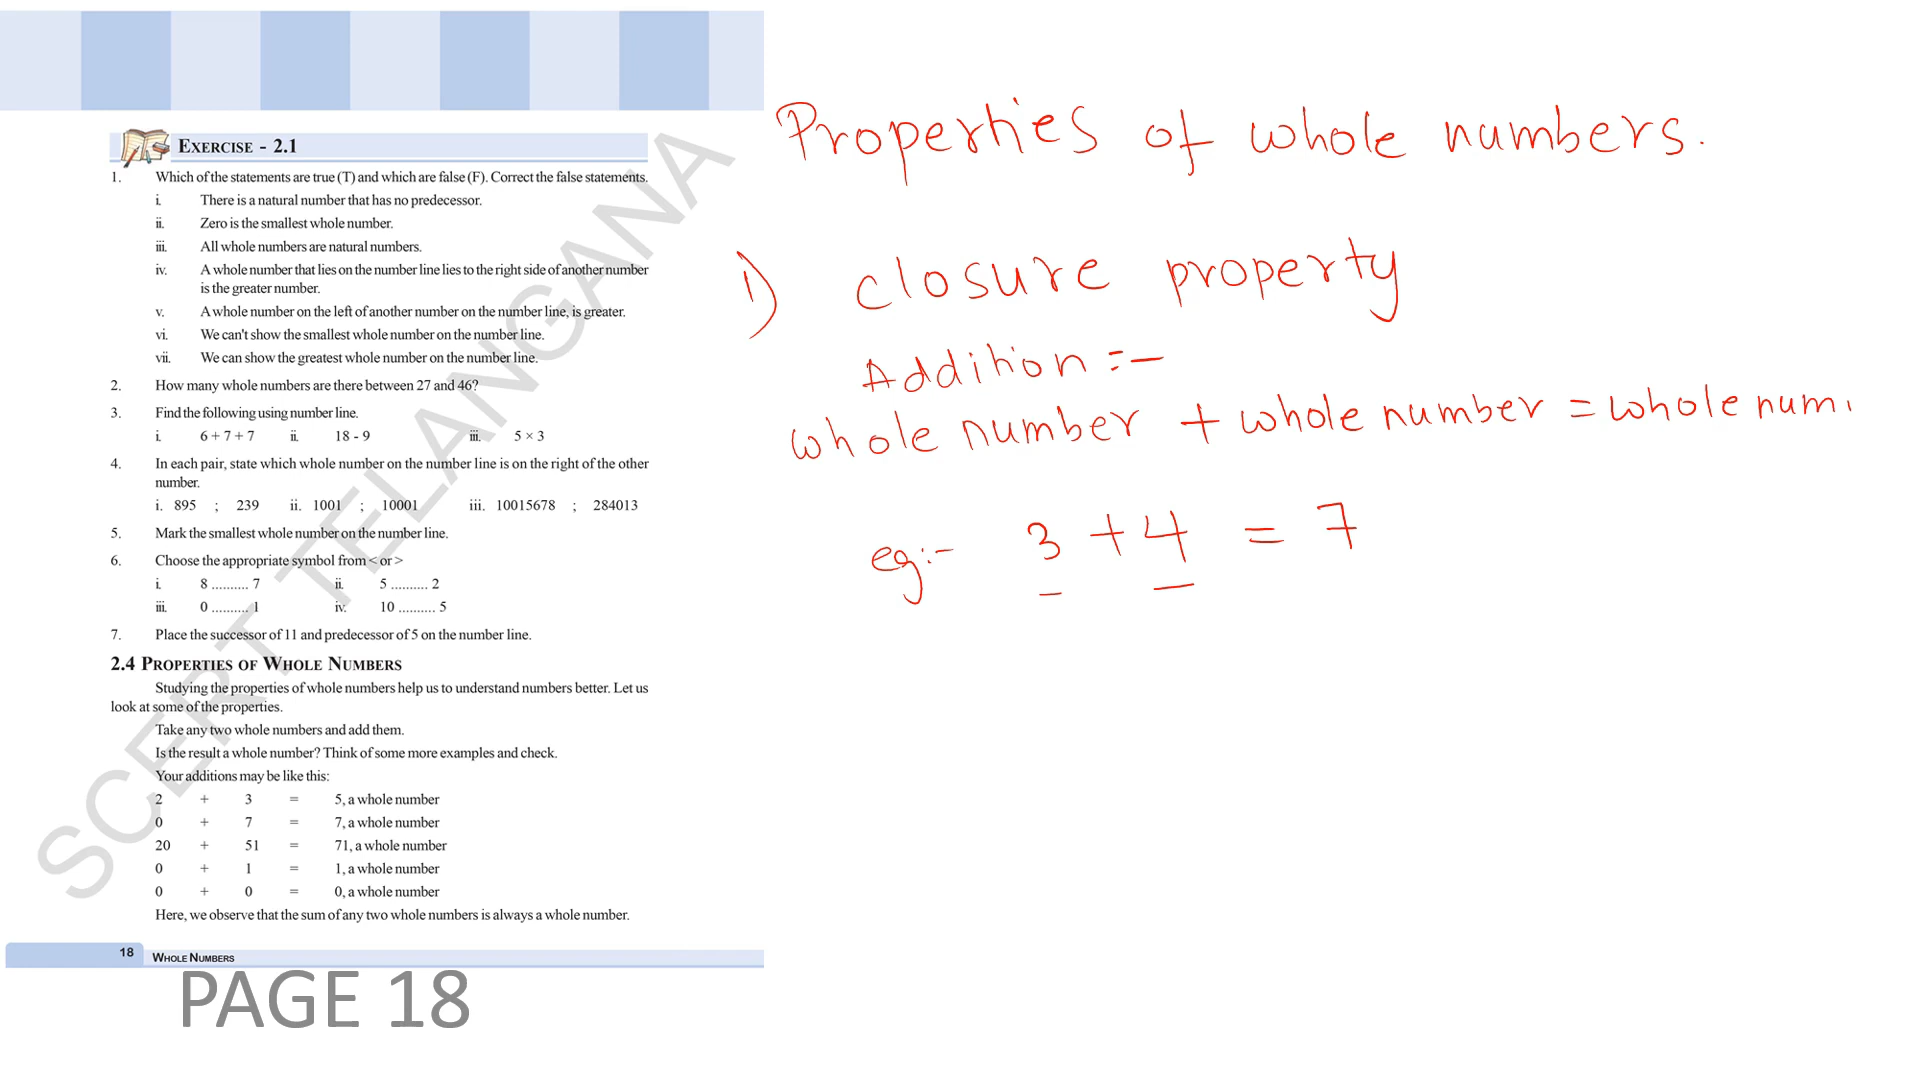 EXERCISE - 2.1
1. Which of the statements are true (T) and which are false (F). Correct the false statements.
i. There is a natural number that has no predecessor.
ii. Zero is the smallest whole number.
iii. All whole numbers are natural numbers.
iv. A whole number that lies on the number line lies to the right side of another number
is the greater number.
v. A whole number on the left of another number on the number line, is greater.
vi. We can't show the smallest whole number on the number line.
vii. We can show the greatest whole number on the number line.
2. How many whole numbers are there between 27 and 46?
3. Find the following using number line.
i. 6 + 7 + 7 ii. 18 - 9 iii. 5 × 3
4. In each pair, state which whole number on the number line is on the right of the other
number.
i. 895 ; 239 ii. 1001 ; 10001 iii. 10015678 ; 284013
5. Mark the smallest whole number on the number line.
6. Choose the appropriate symbol from < or >
i. 8 .......... 7 ii. 5 .......... 2
iii. 0 .......... 1 iv. 10 .......... 5
7. Place the successor of 11 and predecessor of 5 on the number line.
2.4 PROPERTIES OF WHOLE NUMBERS
Studying the properties of whole numbers help us to understand numbers better. Let us
look at some of the properties.
Take any two whole numbers and add them.
Is the result a whole number? Think of some more examples and check.
Your additions may be like this:
2 + 3 = 5, a whole number
0 + 7 = 7, a whole number
20 + 51 = 71, a whole number
0 + 1 = 1, a whole number
0 + 0 = 0, a whole number
Here, we observe that the sum of any two whole numbers is always a whole number.
18 WHOLE NUMBERS
SCERT TELANGANA
PAGE 18
Properties of whole numbers.
1) closure property
Addition :-
whole number + whole number = whole num.
eg:- 3 + 4 = 7